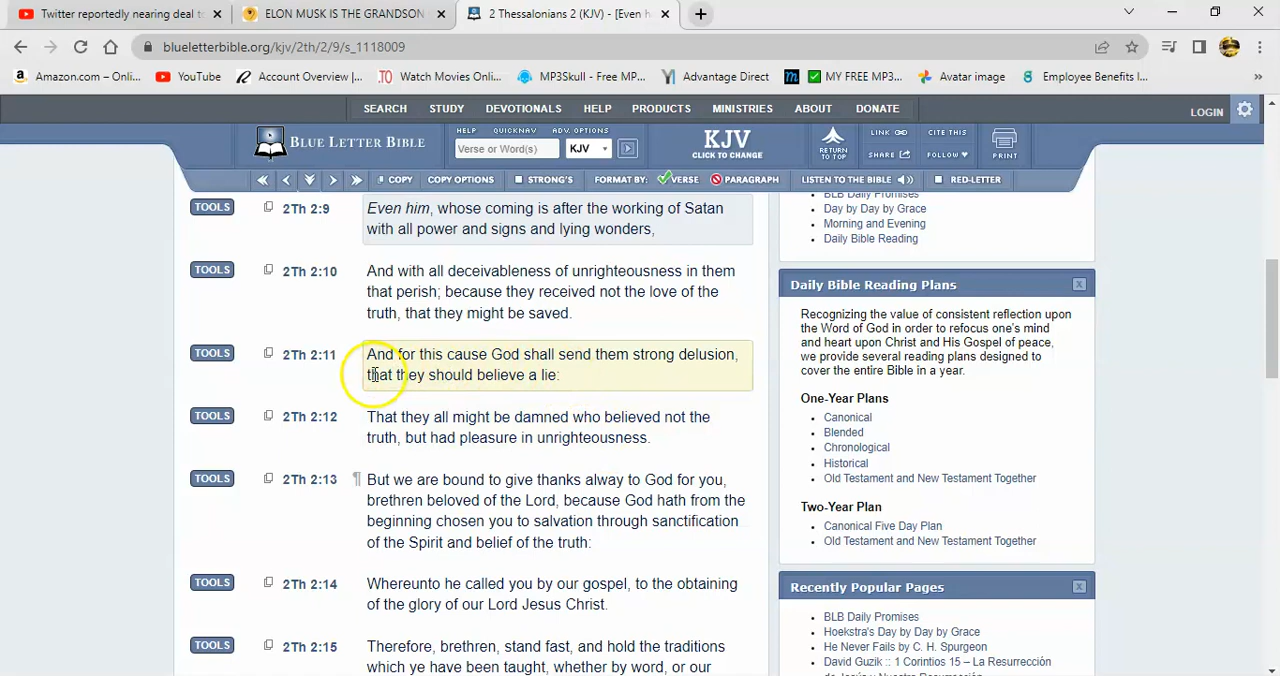 Twitter reportedly nearing deal to
ELON MUSK IS THE GRANDSON
2 Thessalonians 2 (KJV) - [Even h
blueletterbible.org/kjv/2th/2/9/s_1118009
Amazon.com – Onli...
YouTube
Account Overview |...
Watch Movies Onl...
MP3Skull - Free MP...
Advantage Direct
MY FREE MP3...
Avatar image
Employee Benefits I...
»
SEARCH
STUDY
DEVOTIONALS
HELP
PRODUCTS
MINISTRIES
ABOUT
DONATE
LOGIN
BLUE LETTER BIBLE
HELP
QUICKNAV
ADV. OPTIONS
Verse or Word(s)
KJV
KJV
CLICK TO CHANGE
RETURN
TO TOP
LINK
CITE THIS
SHARE
FOLLOW
PRINT
COPY
COPY OPTIONS
STRONG'S
FORMAT BY:
VERSE
PARAGRAPH
LISTEN TO THE BIBLE
RED-LETTER
TOOLS
2Th 2:9
Even him, whose coming is after the working of Satan
with all power and signs and lying wonders,
TOOLS
2Th 2:10
And with all deceivableness of unrighteousness in them
that perish; because they received not the love of the
truth, that they might be saved.
TOOLS
2Th 2:11
And for this cause God shall send them strong delusion,
that they should believe a lie:
TOOLS
2Th 2:12
That they all might be damned who believed not the
truth, but had pleasure in unrighteousness.
TOOLS
2Th 2:13
¶ But we are bound to give thanks alway to God for you,
brethren beloved of the Lord, because God hath from the
beginning chosen you to salvation through sanctification
of the Spirit and belief of the truth:
TOOLS
2Th 2:14
Whereunto he called you by our gospel, to the obtaining
of the glory of our Lord Jesus Christ.
TOOLS
2Th 2:15
Therefore, brethren, stand fast, and hold the traditions
which ye have been taught, whether by word, or our
BLB Daily Promises
Day by Day by Grace
Morning and Evening
Daily Bible Reading
Daily Bible Reading Plans
Recognizing the value of consistent reflection upon
the Word of God in order to refocus one's mind
and heart upon Christ and His Gospel of peace,
we provide several reading plans designed to
cover the entire Bible in a year.
One-Year Plans
Canonical
Blended
Chronological
Historical
Old Testament and New Testament Together
Two-Year Plan
Canonical Five Day Plan
Old Testament and New Testament Together
Recently Popular Pages
BLB Daily Promises
Hoekstra's Day by Day by Grace
He Never Fails by C. H. Spurgeon
David Guzik :: 1 Corintios 15 – La Resurrección